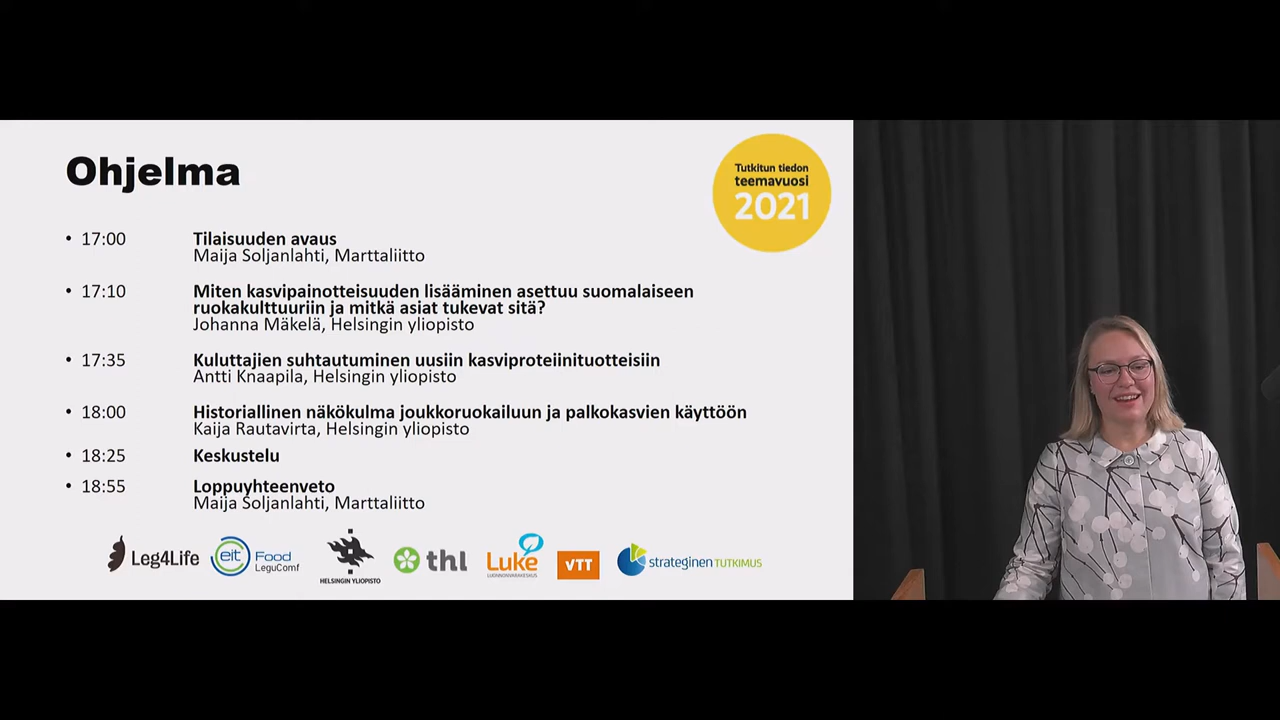 Ohjelma
Tutkitun tiedon
teemavuosi
2021
• 17:00 Tilaisuuden avaus
Maija Soljanlahti, Marttaliitto
• 17:10 Miten kasvipainotteisuuden lisääminen asettuu suomalaiseen
ruokakulttuuriin ja mitkä asiat tukevat sitä?
Johanna Mäkelä, Helsingin yliopisto
• 17:35 Kuluttajien suhtautuminen uusiin kasviproteiinituotteisiin
Antti Knaapila, Helsingin yliopisto
• 18:00 Historiallinen näkökulma joukkoruokailuun ja palkokasvien käyttöön
Kaija Rautavirta, Helsingin yliopisto
• 18:25 Keskustelu
• 18:55 Loppuyhteenveto
Maija Soljanlahti, Marttaliitto
Leg4Life
eit Food
LeguConf
HELSINGIN YLIOPISTO
thl
Luke
LUONNONVARAKESKUS
VTT
strateginen TUTKIMUS